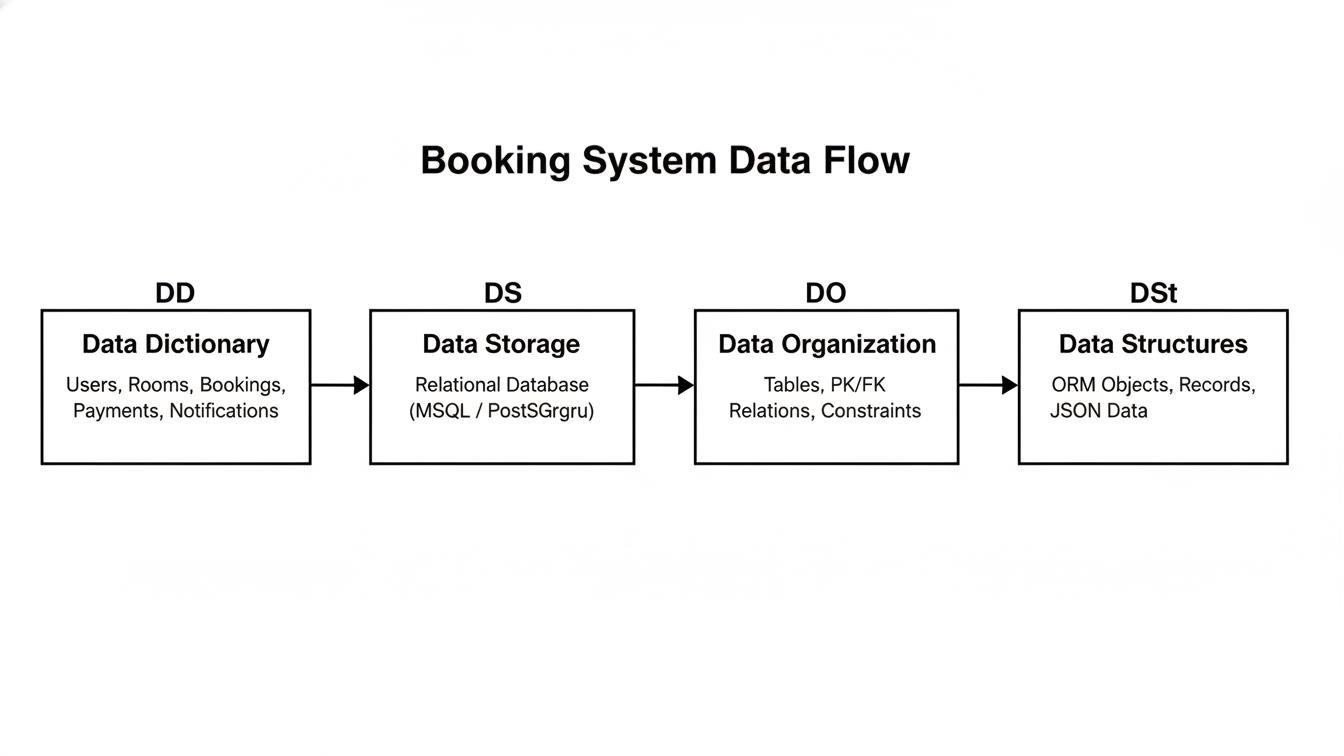 Booking System Data Flow
DD
Data Dictionary
Users, Rooms, Bookings,
Payments, Notifications
DS
Data Storage
Relational Database
(MSQL / PostSGrgru)
DO
Data Organization
Tables, PK/FK
Relations, Constraints
DSt
Data Structures
ORM Objects, Records,
JSON Data